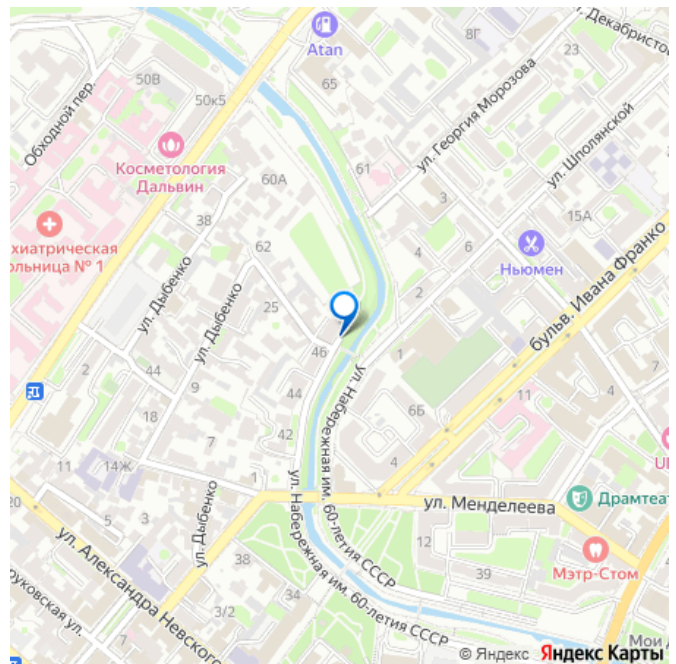 ул. Декабристов
Atan
8Г
23
50В
65
50к5
Обходной пер.
ул. Георгия Морозова
Косметология
Дальвин
61
60А
ул. Шполянской
38
3
15А
хиатрическая
ольница № 1
62
4
6
Ньюмен
ул. Дыбенко
бульв. Ивана Франко
ул. Дыбенко
25
2
4
46
1
7
2
ул. Набережная им. 60-летия СССР
9
44
11
18
6Б
7
42
11
14Ж
4
1
20
5
ул. Менделеева
Драмтеат
3
ул. Дыбенко
12
ул. Александра Невского
38
34
39
Мэтр-Стом
ул. Набережная им. 60-летия СССР
3/2
руковская ул.
7
Мои
© Яндекс Яндекс Карты